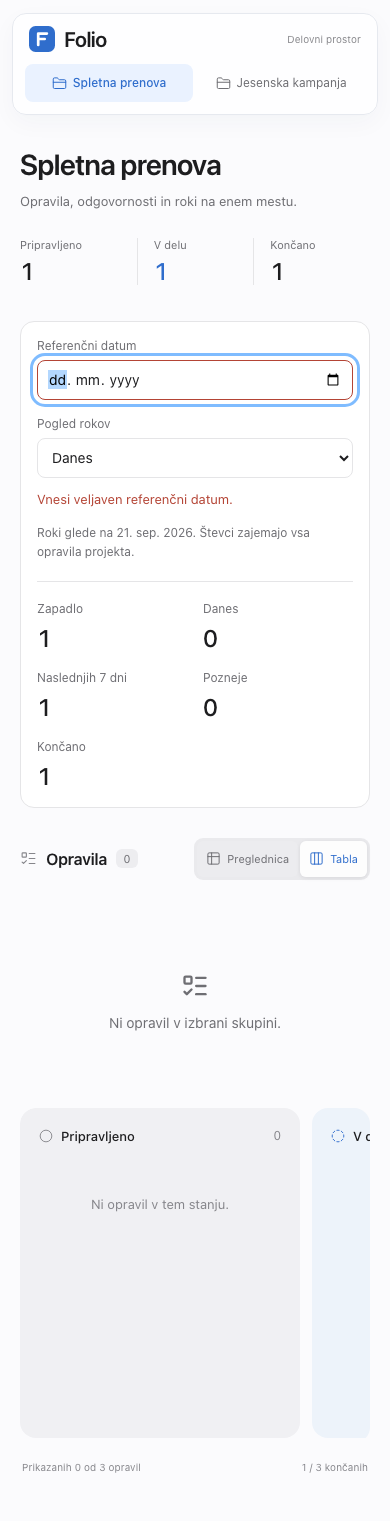 Folio
Delovni prostor
Spletna prenova
Jesenska kampanja
Spletna prenova
Opravila, odgovornosti in roki na enem mestu.
Pripravljeno
V delu
Končano
1
1
1
Referenčni datum
dd. mm. yyyy
Pogled rokov
Danes
Vnesi veljaven referenčni datum.
Roki glede na 21. sep. 2026. Števci zajemajo vsa
opravila projekta.
Zapadlo
Danes
1
0
Naslednjih 7 dni
Pozneje
1
0
Končano
1
Opravila 0
Preglednica
Tabla
Ni opravil v izbrani skupini.
Pripravljeno
0
V d
Ni opravil v tem stanju.
Prikazanih 0 od 3 opravil
1 / 3 končanih